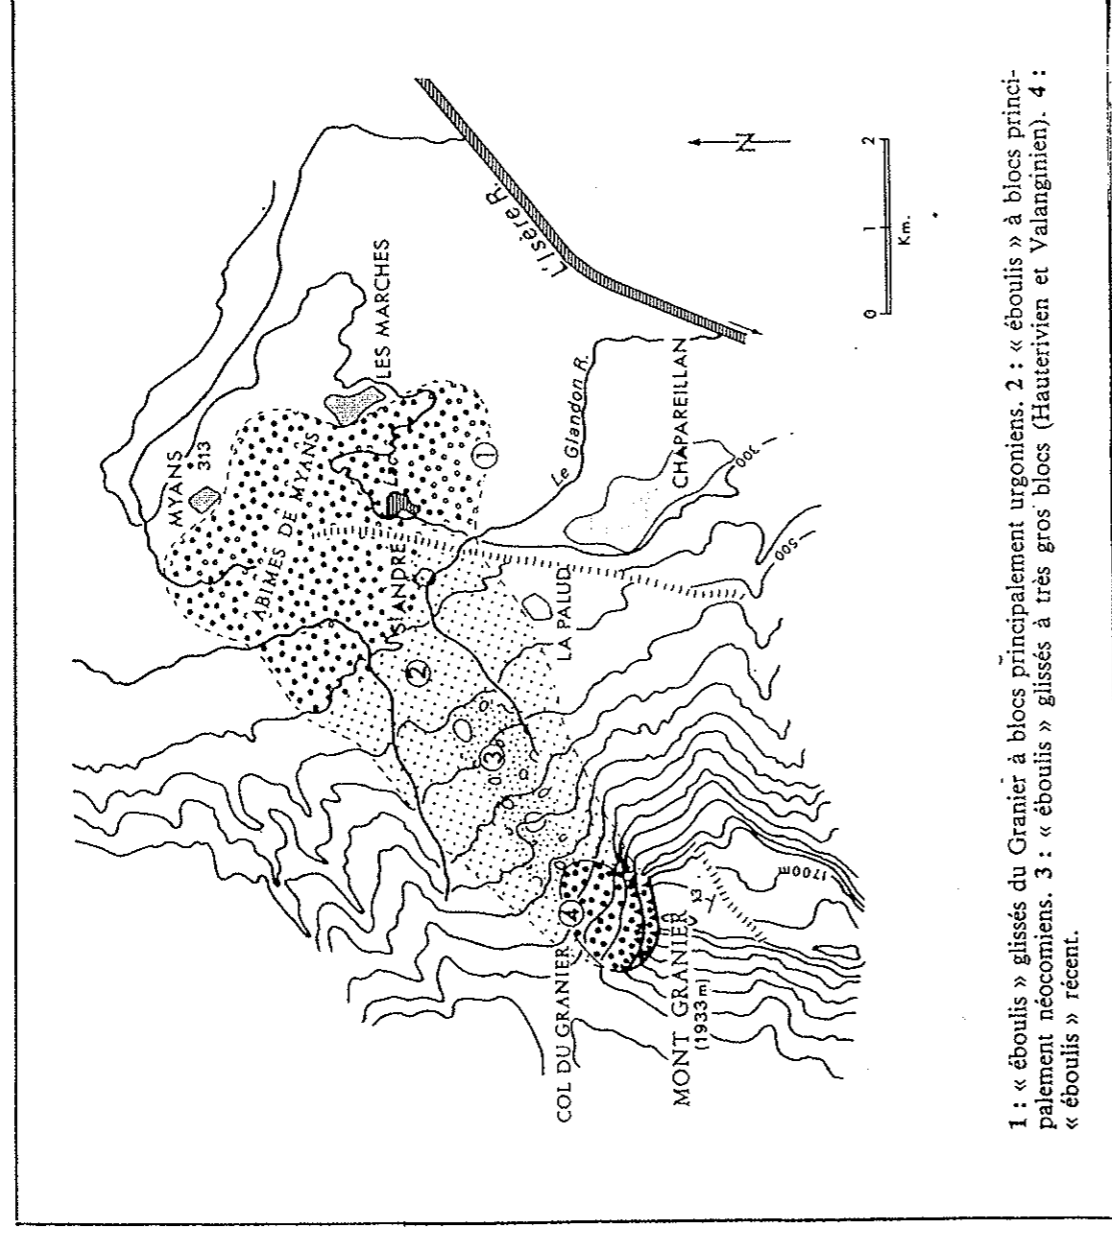 MYANS
313
ABIMES DE MYANS
LES MARCHES
L'Isère R.
N
0 1 2
Km.
1
Lac
Le Glandon R.
CHAPAREILLAN
300
500
S'ANDRE
LA PALUD
2
3
4
COL DU GRANIER
MONT GRANIER
(1933 m)
1700m
1 : « éboulis » glissés du Granier à blocs principalement urgoniens. 2 : « éboulis » à blocs princi-
palement néocomiens. 3 : « éboulis » glissés à très gros blocs (Hauterivien et Valanginien). 4 :
« éboulis » récent.